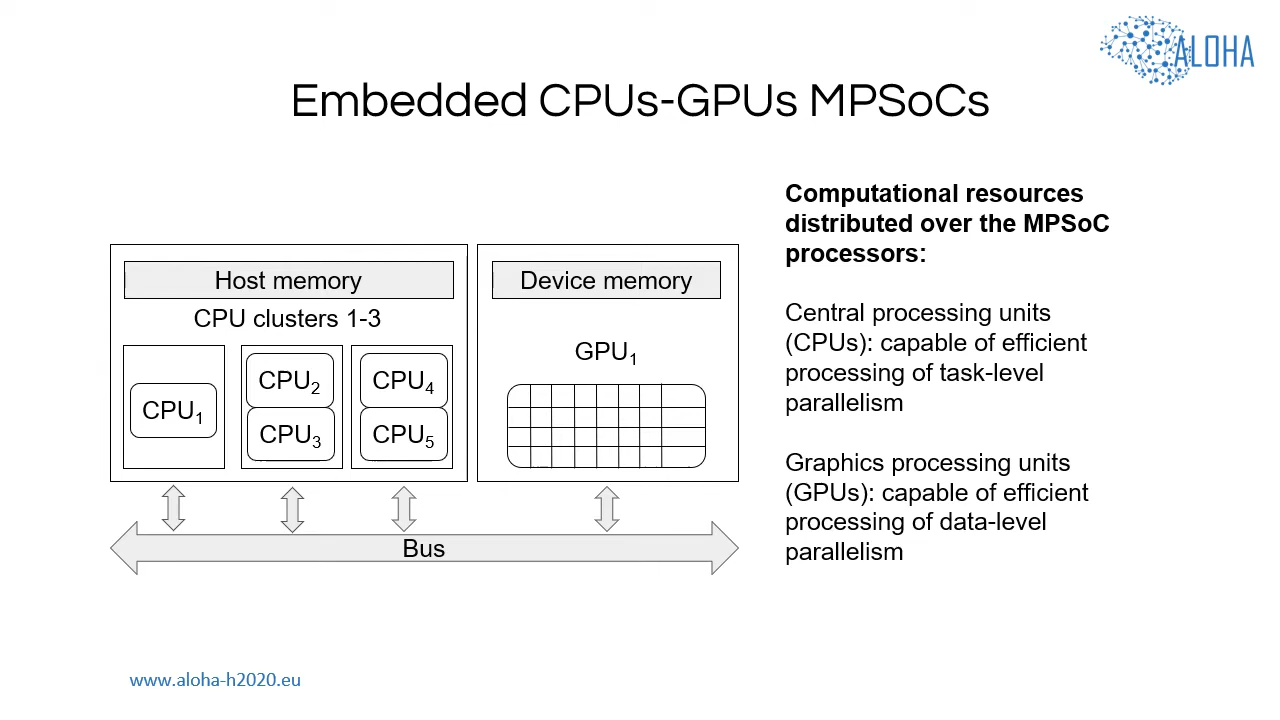 ALOHA
Embedded CPUs-GPUs MPSoCs
Host memory
CPU clusters 1-3
CPU₁
CPU₂
CPU₃
CPU₄
CPU₅
Device memory
GPU₁
Bus
Computational resources
distributed over the MPSoC
processors:
Central processing units
(CPUs): capable of efficient
processing of task-level
parallelism
Graphics processing units
(GPUs): capable of efficient
processing of data-level
parallelism
www.aloha-h2020.eu